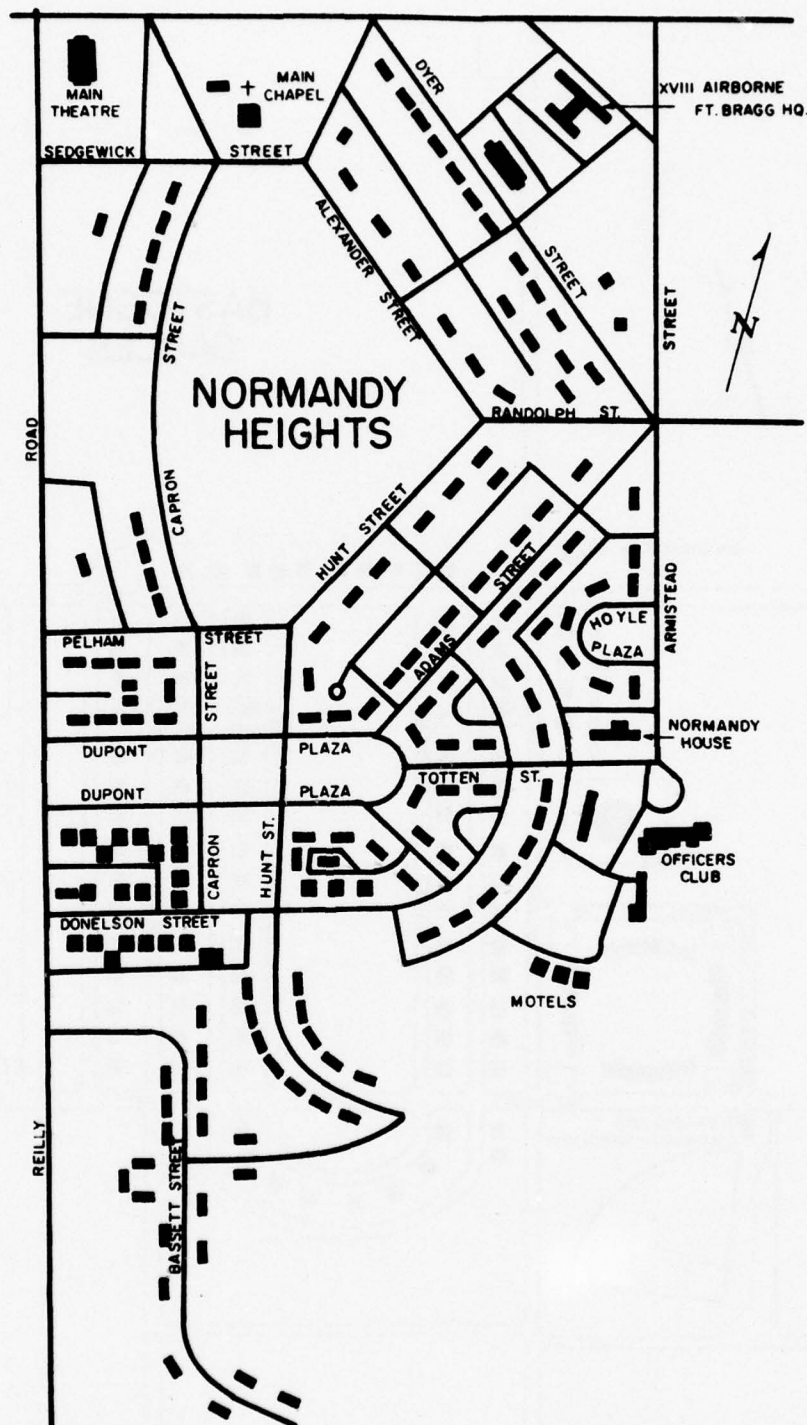 MAIN
THEATRE
MAIN
CHAPEL
DYER
XVIII AIRBORNE
FT. BRAGG HQ.
SEDGEWICK
STREET
ALEXANDER
STREET
STREET
STREET
N
STREET
NORMANDY
HEIGHTS
RANDOLPH ST.
ROAD
CAPRON
HUNT STREET
STREET
ADAMS
HOYLE
PLAZA
ARMISTEAD
PELHAM
STREET
STREET
NORMANDY
HOUSE
DUPONT
PLAZA
DUPONT
PLAZA
TOTTEN
ST.
CAPRON
HUNT ST.
OFFICERS
CLUB
DONELSON STREET
MOTELS
REILLY
BASSETT STREET